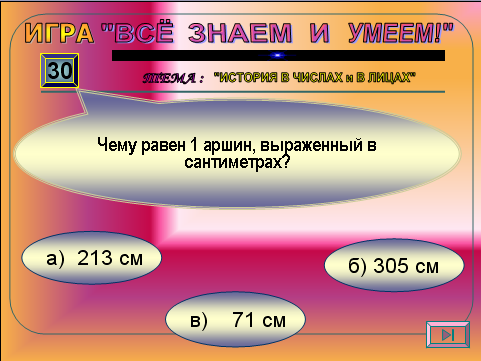 ИГРА "ВСЁ ЗНАЕМ И УМЕЕМ!"
30
ТЕМА : "ИСТОРИЯ В ЧИСЛАХ и В ЛИЦАХ"
Чему равен 1 аршин, выраженный в
сантиметрах?
а) 213 см
б) 305 см
в) 71 см